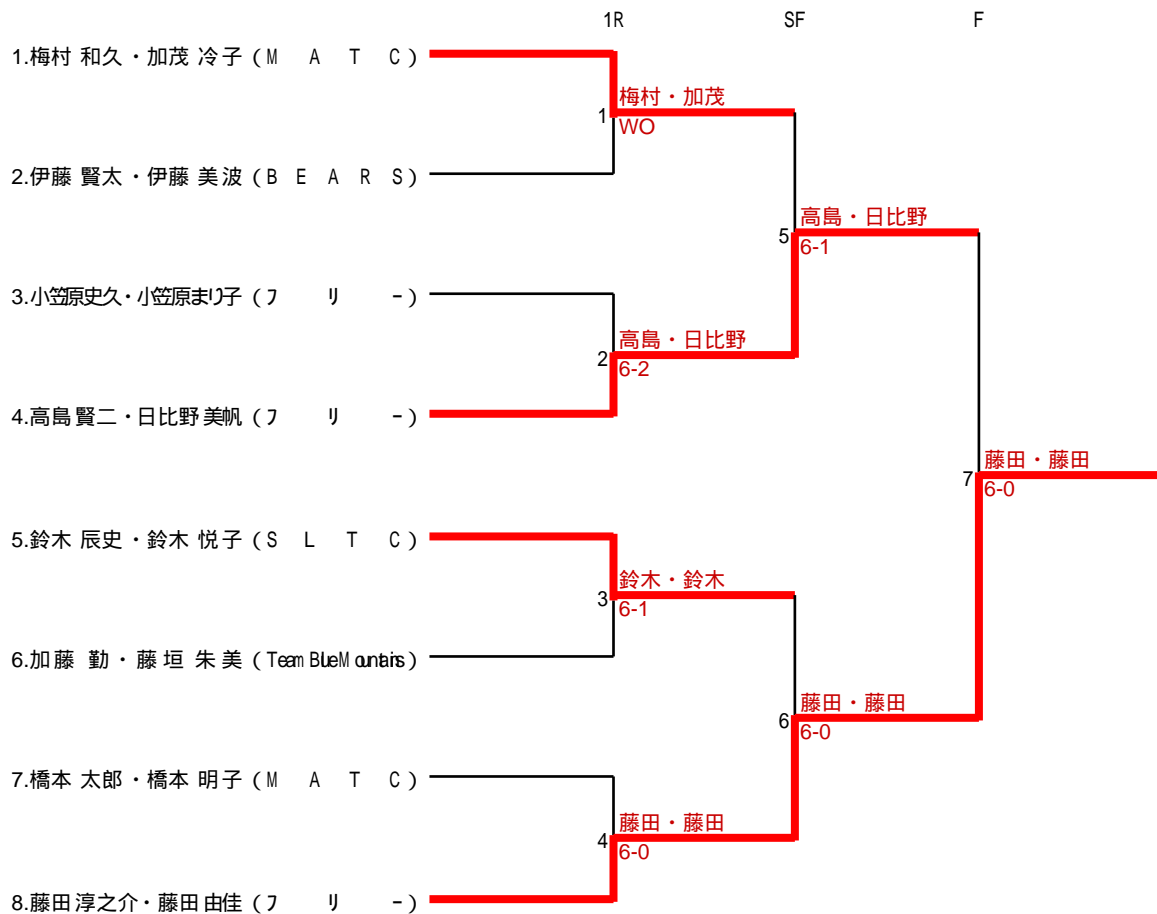 1R SF F
1.梅村 和久・加茂 冷子 (M A T C)
梅村・加茂
1
WO
2.伊藤 賢太・伊藤 美波 (B E A R S)
高島・日比野
5
6-1
3.小笠原史久・小笠原まり子 (フ リ ー)
高島・日比野
2
6-2
4.高島 賢二・日比野 美帆 (フ リ ー)
藤田・藤田
7
6-0
5.鈴木 辰史・鈴木 悦子 (S L T C)
鈴木・鈴木
3
6-1
6.加藤 勤・藤垣 朱美 (Team Blue Mountains)
藤田・藤田
6
6-0
7.橋本 太郎・橋本 明子 (M A T C)
藤田・藤田
4
6-0
8.藤田 淳之介・藤田 由佳 (フ リ ー)